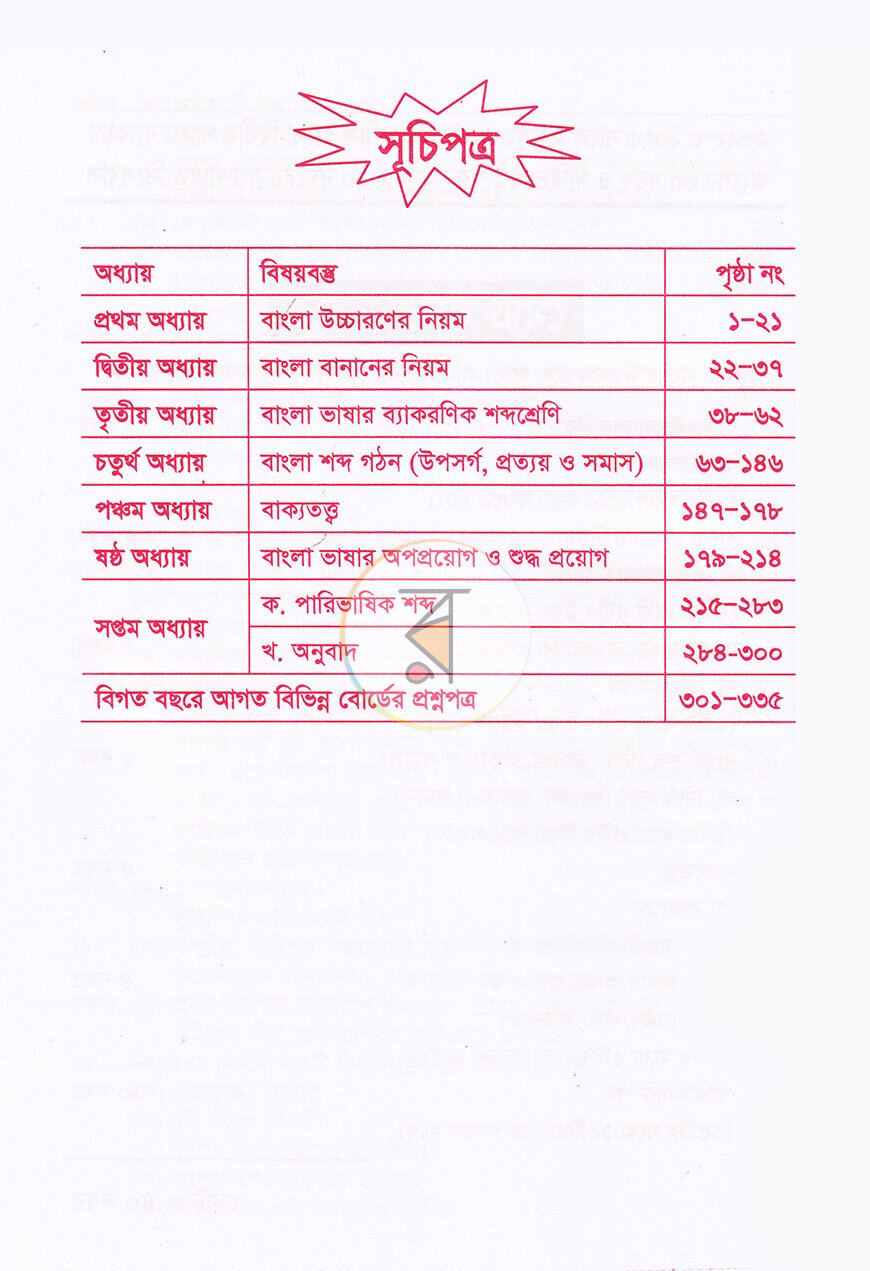 সূচিপত্র
অধ্যায় বিষয়বস্তু পৃষ্ঠা নং
প্রথম অধ্যায় বাংলা উচ্চারণের নিয়ম ১–২১
দ্বিতীয় অধ্যায় বাংলা বানানের নিয়ম ২২–৩৭
তৃতীয় অধ্যায় বাংলা ভাষার ব্যাকরণিক শব্দশ্রেণি ৩৮–৬২
চতুর্থ অধ্যায় বাংলা শব্দ গঠন (উপসর্গ, প্রত্যয় ও সমাস) ৬৩–১৪৬
পঞ্চম অধ্যায় বাক্যতত্ত্ব ১৪৭–১৭৮
ষষ্ঠ অধ্যায় বাংলা ভাষার অপপ্রয়োগ ও শুদ্ধ প্রয়োগ ১৭৯–২১৪
সপ্তম অধ্যায় ক. পারিভাষিক শব্দ ২১৫–২৮৩
খ. অনুবাদ ২৮৪-৩০০
বিগত বছরে আগত বিভিন্ন বোর্ডের প্রশ্নপত্র ৩০১–৩৩৫